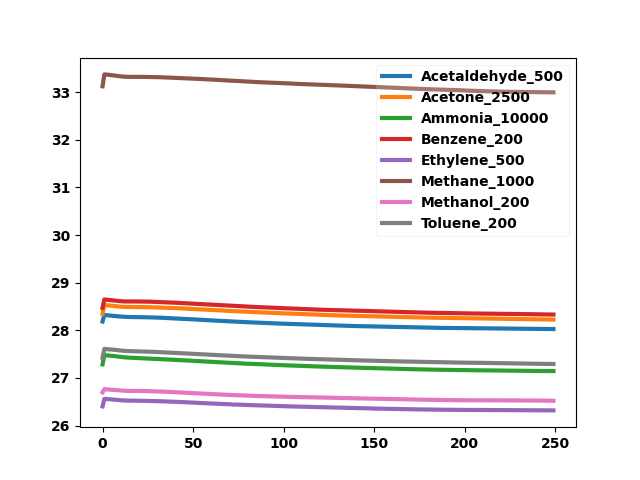 33
32
31
30
29
28
27
26
0 50 100 150 200 250
Acetaldehyde_500
Acetone_2500
Ammonia_10000
Benzene_200
Ethylene_500
Methane_1000
Methanol_200
Toluene_200